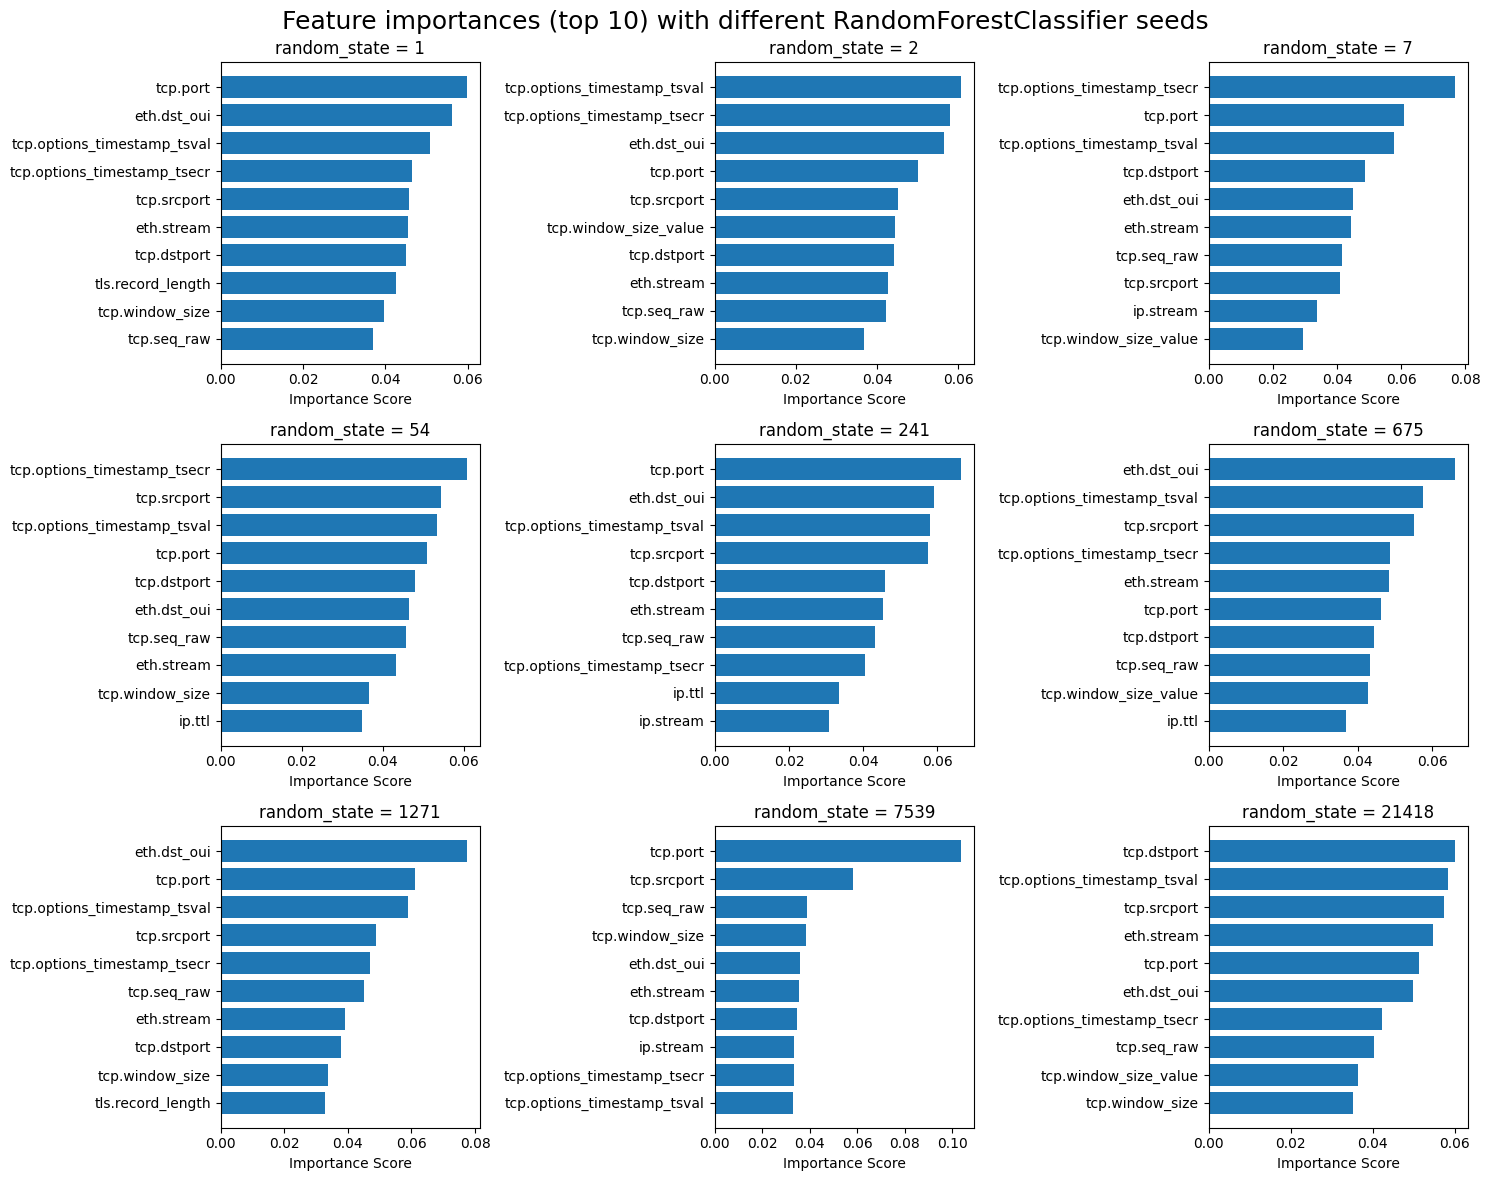 Feature importances (top 10) with different RandomForestClassifier seeds
random_state = 1
tcp.port
eth.dst_oui
tcp.options_timestamp_tsval
tcp.options_timestamp_tsecr
tcp.srcport
eth.stream
tcp.dstport
tls.record_length
tcp.window_size
tcp.seq_raw
0.00 0.02 0.04 0.06
Importance Score
random_state = 2
tcp.options_timestamp_tsval
tcp.options_timestamp_tsecr
eth.dst_oui
tcp.port
tcp.srcport
tcp.window_size_value
tcp.dstport
eth.stream
tcp.seq_raw
tcp.window_size
0.00 0.02 0.04 0.06
Importance Score
random_state = 7
tcp.options_timestamp_tsecr
tcp.port
tcp.options_timestamp_tsval
tcp.dstport
eth.dst_oui
eth.stream
tcp.seq_raw
tcp.srcport
ip.stream
tcp.window_size_value
0.00 0.02 0.04 0.06 0.08
Importance Score
random_state = 54
tcp.options_timestamp_tsecr
tcp.srcport
tcp.options_timestamp_tsval
tcp.port
tcp.dstport
eth.dst_oui
tcp.seq_raw
eth.stream
tcp.window_size
ip.ttl
0.00 0.02 0.04 0.06
Importance Score
random_state = 241
tcp.port
eth.dst_oui
tcp.options_timestamp_tsval
tcp.srcport
tcp.dstport
eth.stream
tcp.seq_raw
tcp.options_timestamp_tsecr
ip.ttl
ip.stream
0.00 0.02 0.04 0.06
Importance Score
random_state = 675
eth.dst_oui
tcp.options_timestamp_tsval
tcp.srcport
tcp.options_timestamp_tsecr
eth.stream
tcp.port
tcp.dstport
tcp.seq_raw
tcp.window_size_value
ip.ttl
0.00 0.02 0.04 0.06
Importance Score
random_state = 1271
eth.dst_oui
tcp.port
tcp.options_timestamp_tsval
tcp.srcport
tcp.options_timestamp_tsecr
tcp.seq_raw
eth.stream
tcp.dstport
tcp.window_size
tls.record_length
0.00 0.02 0.04 0.06 0.08
Importance Score
random_state = 7539
tcp.port
tcp.srcport
tcp.seq_raw
tcp.window_size
eth.dst_oui
eth.stream
tcp.dstport
ip.stream
tcp.options_timestamp_tsecr
tcp.options_timestamp_tsval
0.00 0.02 0.04 0.06 0.08 0.10
Importance Score
random_state = 21418
tcp.dstport
tcp.options_timestamp_tsval
tcp.srcport
eth.stream
tcp.port
eth.dst_oui
tcp.options_timestamp_tsecr
tcp.seq_raw
tcp.window_size_value
tcp.window_size
0.00 0.02 0.04 0.06
Importance Score